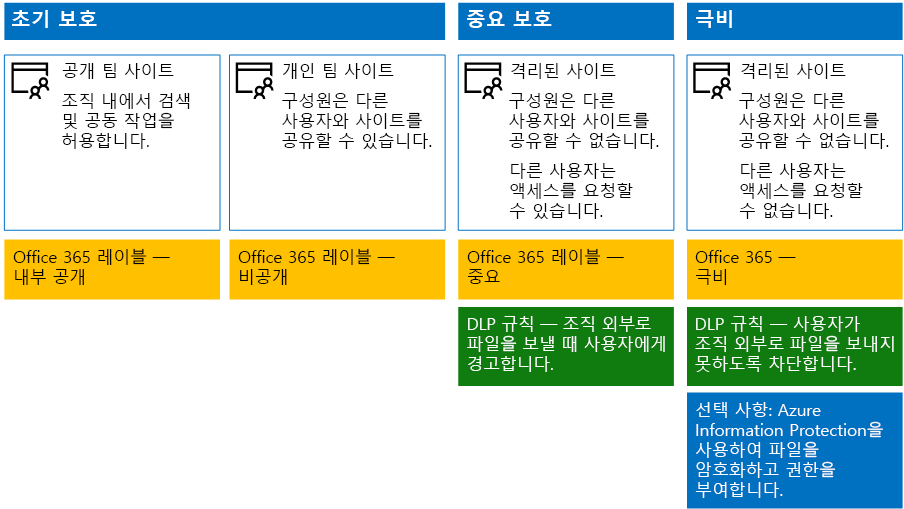 초기 보호
중요 보호
극비
공개 팀 사이트
조직 내에서 검색
및 공동 작업을
허용합니다.
개인 팀 사이트
구성원은 다른
사용자와 사이트를
공유할 수 있습니다.
격리된 사이트
구성원은 다른
사용자와 사이트를
공유할 수 없습니다.
다른 사용자는
액세스를 요청할
수 있습니다.
격리된 사이트
구성원은 다른
사용자와 사이트를
공유할 수 없습니다.
다른 사용자는
액세스를 요청할
수 없습니다.
Office 365 레이블 —
내부 공개
Office 365 레이블 —
비공개
Office 365 레이블 —
중요
Office 365 —
극비
DLP 규칙 — 조직 외부로
파일을 보낼 때 사용자에게
경고합니다.
DLP 규칙 — 사용자가
조직 외부로 파일을 보내지
못하도록 차단합니다.
선택 사항: Azure
Information Protection을
사용하여 파일을
암호화하고 권한을
부여합니다.